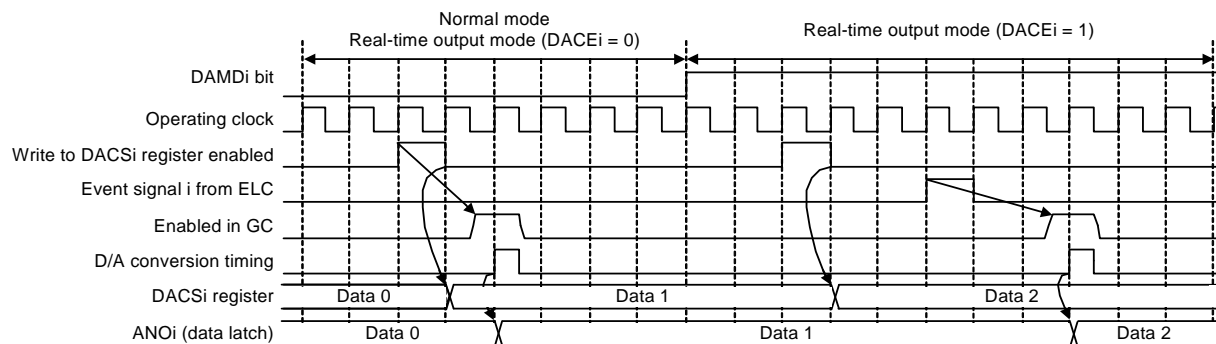 Normal mode
Real-time output mode (DACEi = 0)
Real-time output mode (DACEi = 1)
DAMDi bit
Operating clock
Write to DACSi register enabled
Event signal i from ELC
Enabled in GC
D/A conversion timing
DACSi register
Data 0
Data 1
Data 2
ANOi (data latch)
Data 0
Data 1
Data 2